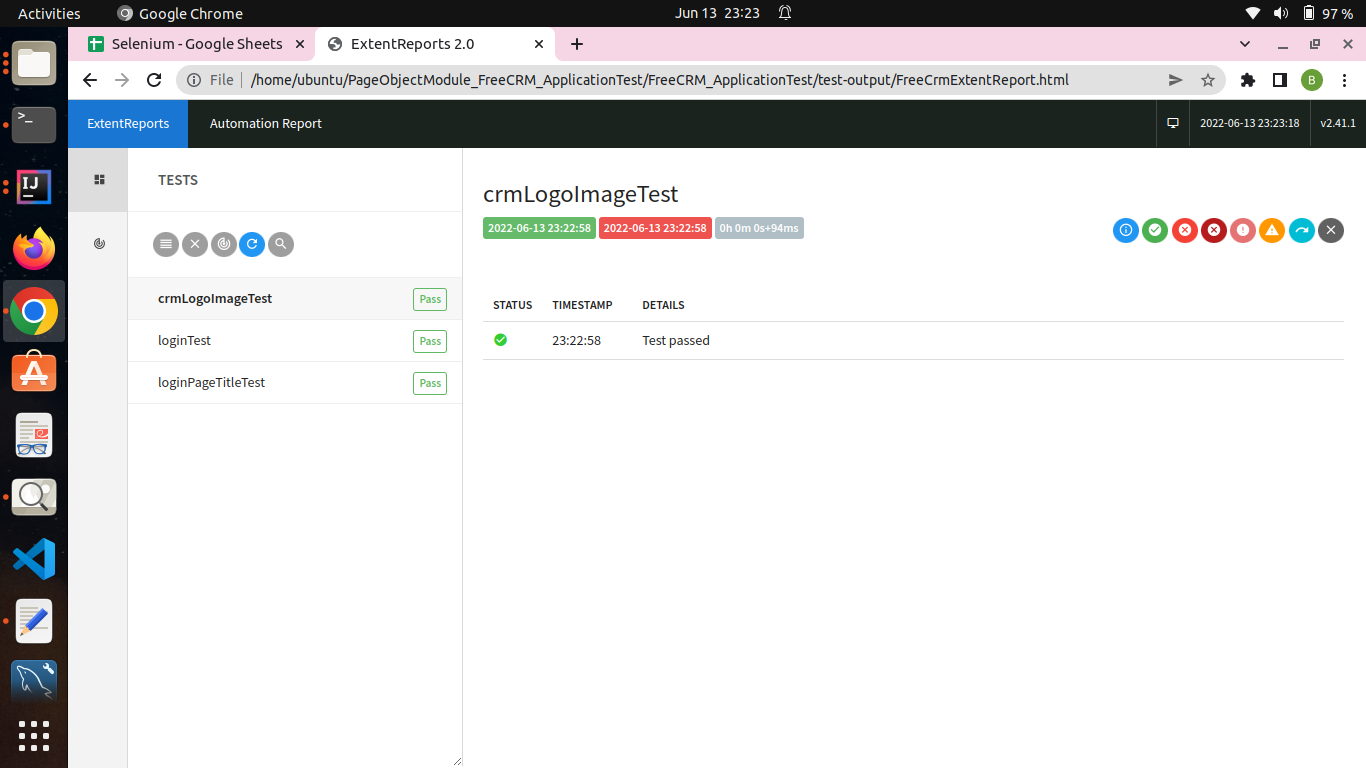 Activities Google Chrome Jun 13 23:23 97 %
Selenium - Google Sheets ExtentReports 2.0
File /home/ubuntu/PageObjectModule_FreeCRM_ApplicationTest/FreeCRM_ApplicationTest/test-output/FreeCrmExtentReport.html B
ExtentReports Automation Report 2022-06-13 23:23:18 v2.41.1
TESTS
crmLogoImageTest Pass
loginTest Pass
loginPageTitleTest Pass
crmLogoImageTest
2022-06-13 23:22:58 2022-06-13 23:22:58 0h 0m 0s+94ms
STATUS TIMESTAMP DETAILS
23:22:58 Test passed
>_
IJ